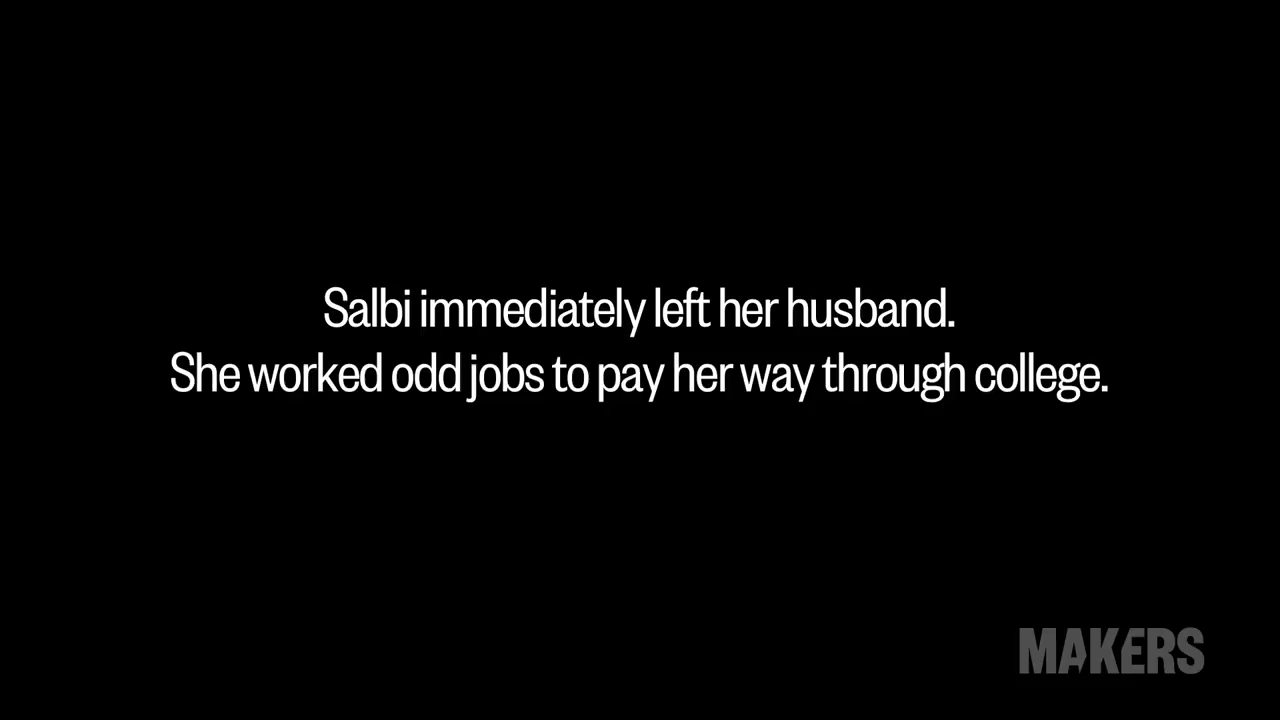 Salbi immediately left her husband.
She worked odd jobs to pay her way through college.
MAKERS